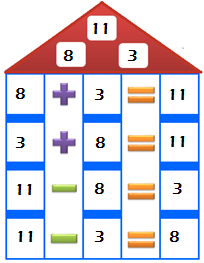 11
8 3
8 + 3 = 11
3 + 8 = 11
11 - 8 = 3
11 - 3 = 8